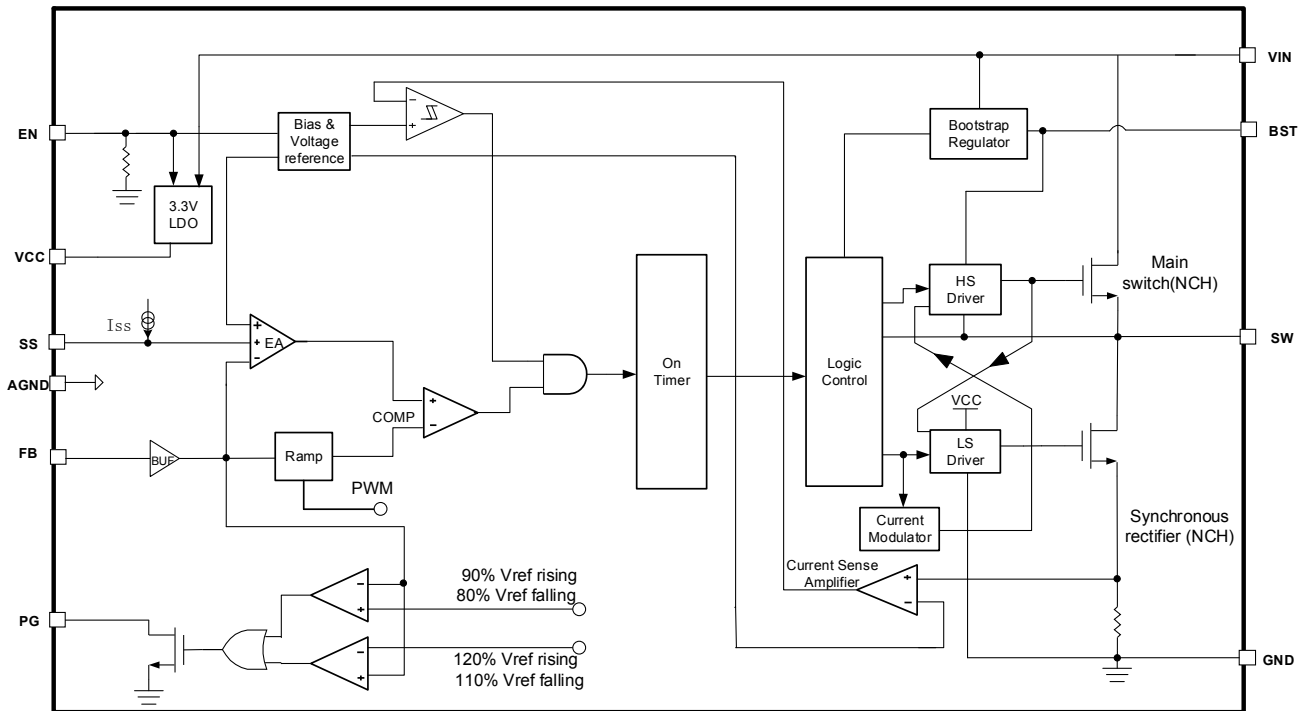 VIN
EN
Bias &
Voltage
reference
-
+
Bootstrap
Regulator
BST
3.3V
LDO
VCC
HS
Driver
Main
switch(NCH)
Iss
SS
+
+
-
EA
On
Timer
Logic
Control
SW
AGND
COMP
+
-
VCC
FB
BUF
Ramp
LS
Driver
PWM
Current
Modulator
Synchronous
rectifier (NCH)
Current Sense
Amplifier
+
-
90% Vref rising
80% Vref falling
-
+
PG
120% Vref rising
110% Vref falling
-
+
GND